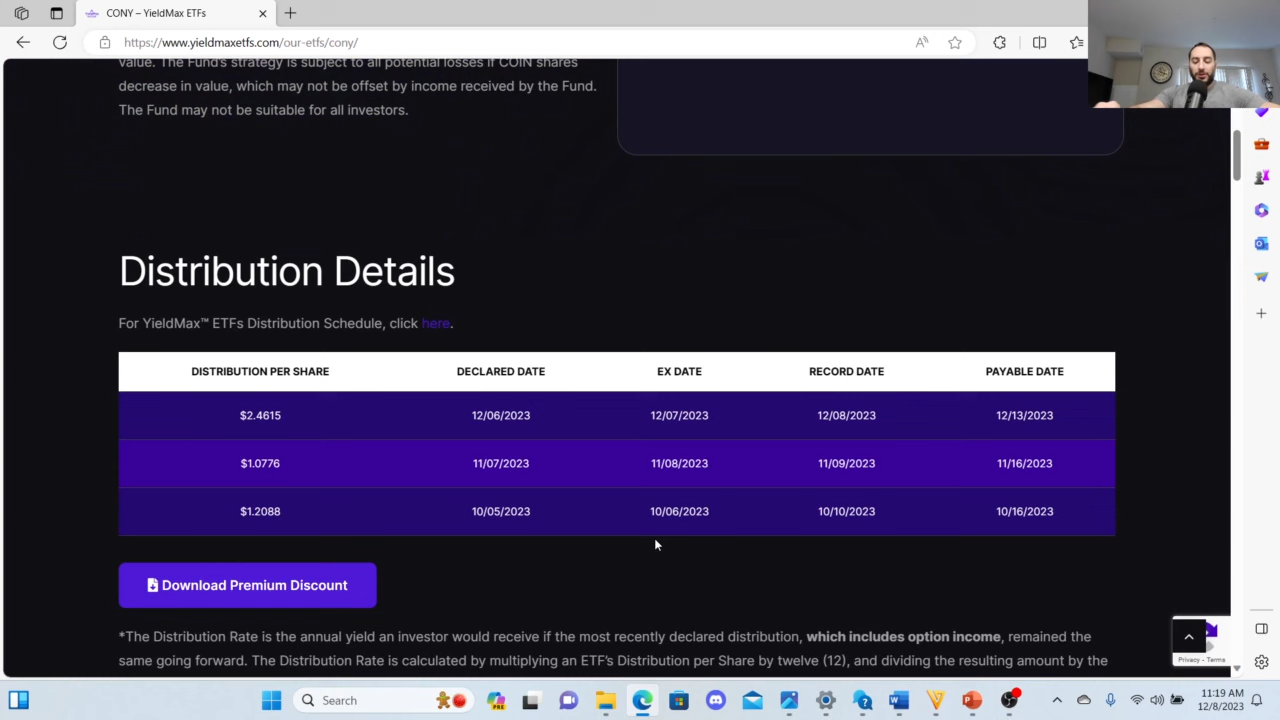 CONY – YieldMax ETFs
https://www.yieldmaxetfs.com/our-etfs/cony/
value. The Fund's strategy is subject to all potential losses if COIN shares
decrease in value, which may not be offset by income received by the Fund.
The Fund may not be suitable for all investors.
Distribution Details
For YieldMax™ ETFs Distribution Schedule, click here.
DISTRIBUTION PER SHARE DECLARED DATE EX DATE RECORD DATE PAYABLE DATE
$2.4615 12/06/2023 12/07/2023 12/08/2023 12/13/2023
$1.0776 11/07/2023 11/08/2023 11/09/2023 11/16/2023
$1.2088 10/05/2023 10/06/2023 10/10/2023 10/16/2023
Download Premium Discount
*The Distribution Rate is the annual yield an investor would receive if the most recently declared distribution, which includes option income, remained the
same going forward. The Distribution Rate is calculated by multiplying an ETF's Distribution per Share by twelve (12), and dividing the resulting amount by the
Privacy - Terms
Search
PRE
11:19 AM
12/8/2023